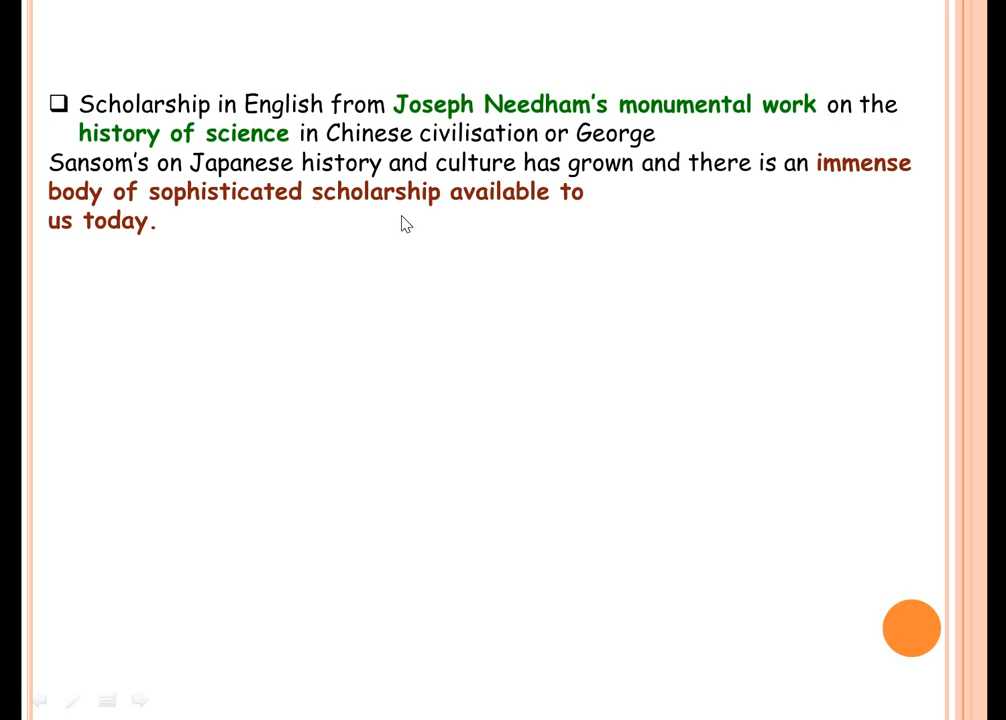 ❑ Scholarship in English from Joseph Needham's monumental work on the
history of science in Chinese civilisation or George
Sansom's on Japanese history and culture has grown and there is an immense
body of sophisticated scholarship available to
us today.